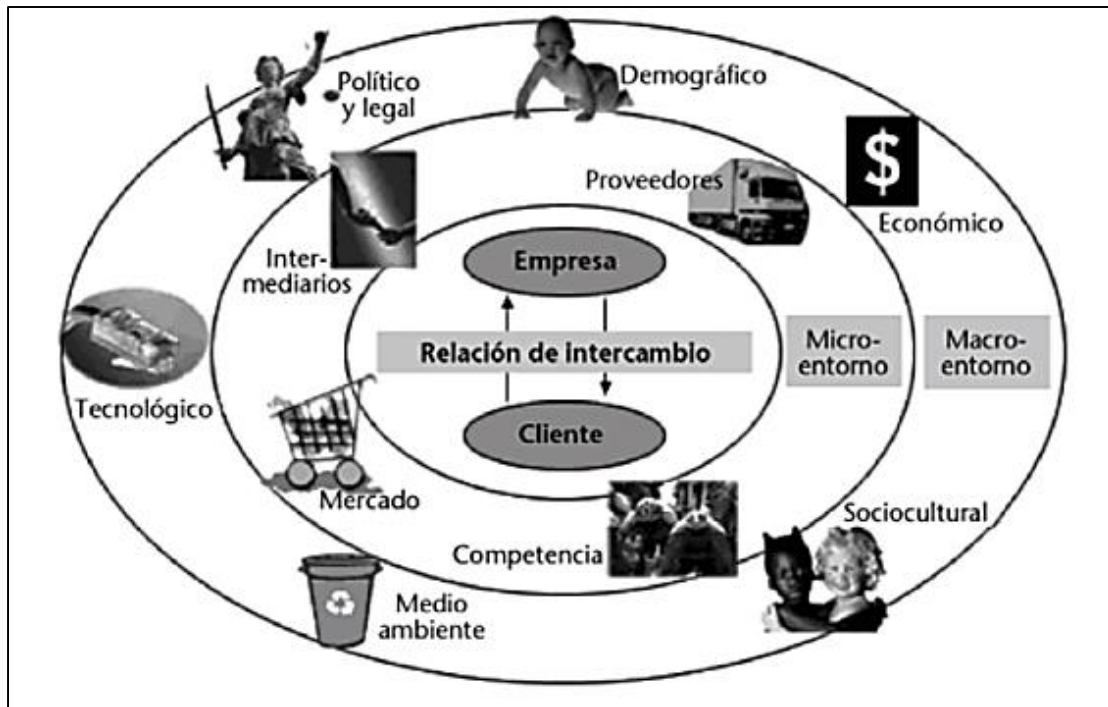 Político
y legal
Demográfico
$
Económico
Proveedores
Inter-
mediarios
Empresa
Relación de intercambio
Cliente
Micro-
entorno
Macro-
entorno
Tecnológico
Mercado
Competencia
Sociocultural
Medio
ambiente